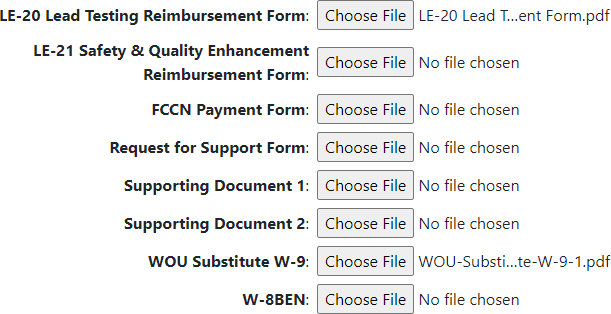 LE-20 Lead Testing Reimbursement Form: Choose File LE-20 Lead T...ent Form.pdf
LE-21 Safety & Quality Enhancement
Reimbursement Form: Choose File No file chosen
FCCN Payment Form: Choose File No file chosen
Request for Support Form: Choose File No file chosen
Supporting Document 1: Choose File No file chosen
Supporting Document 2: Choose File No file chosen
WOU Substitute W-9: Choose File WOU-Substi...te-W-9-1.pdf
W-8BEN: Choose File No file chosen